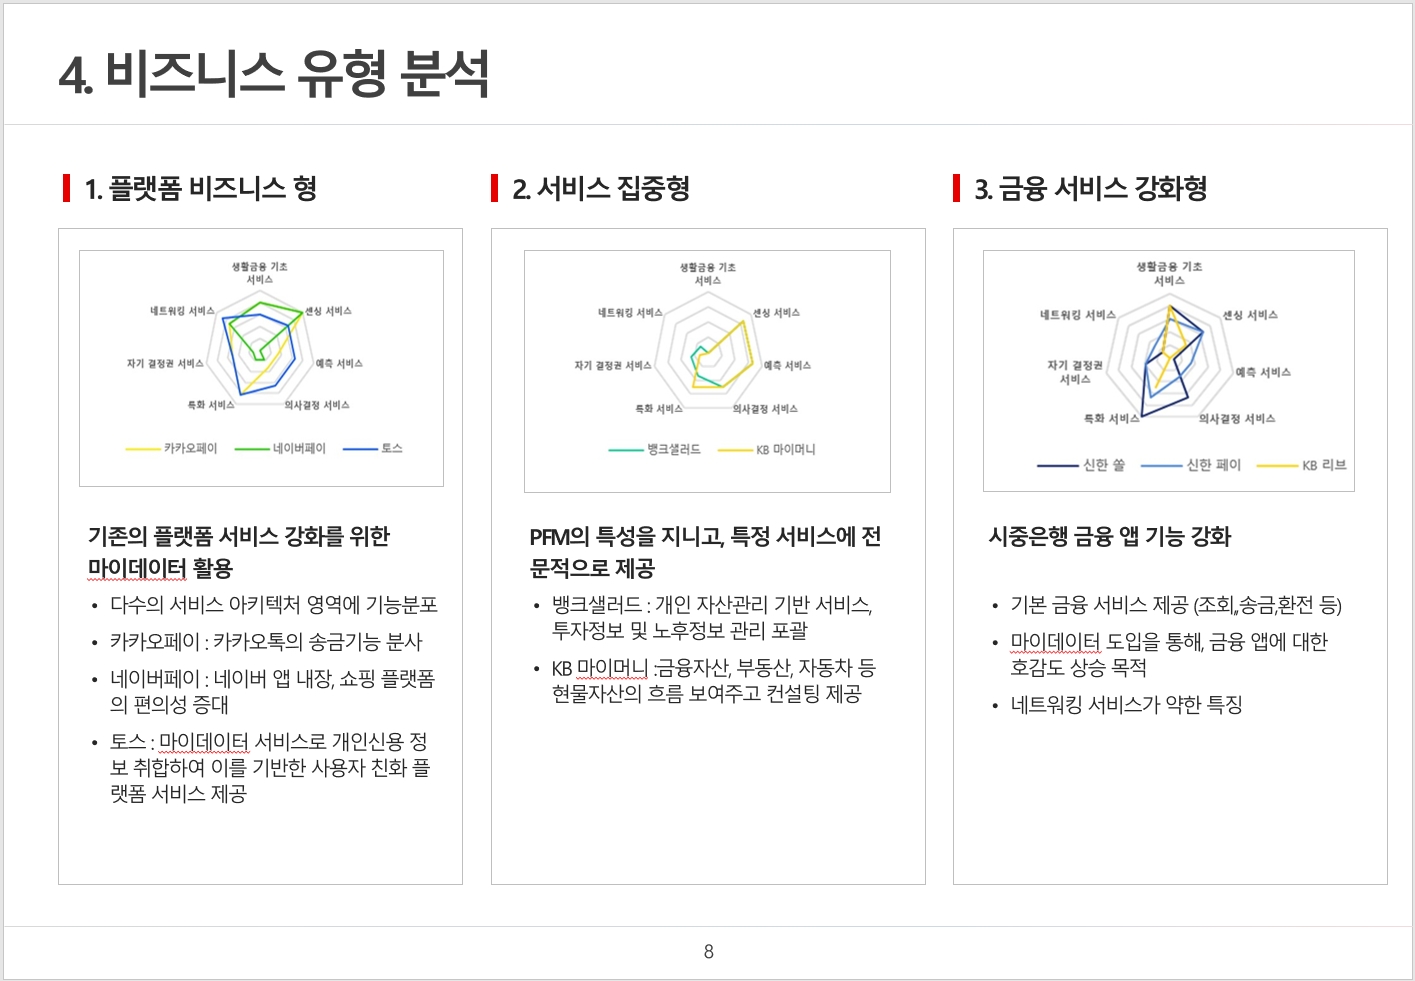 4. 비즈니스 유형 분석
1. 플랫폼 비즈니스 형
생활금융 기초
서비스
네트워킹 서비스
센싱 서비스
자기 결정권 서비스
예측 서비스
특화 서비스
의사결정 서비스
카카오페이
네이버페이
토스
기존의 플랫폼 서비스 강화를 위한
마이데이터 활용
• 다수의 서비스 아키텍처 영역에 기능분포
• 카카오페이 : 카카오톡의 송금기능 분사
• 네이버페이 : 네이버 앱 내장, 쇼핑 플랫폼
의 편의성 증대
• 토스 : 마이데이터 서비스로 개인신용 정
보 취합하여 이를 기반한 사용자 친화 플
랫폼 서비스 제공
2. 서비스 집중형
생활금융 기초
서비스
네트워킹 서비스
센싱 서비스
자기 결정권 서비스
예측 서비스
특화 서비스
의사결정 서비스
뱅크샐러드
KB 마이머니
PFM의 특성을 지니고, 특정 서비스에 전
문적으로 제공
• 뱅크샐러드 : 개인 자산관리 기반 서비스,
투자정보 및 노후정보 관리 포괄
• KB 마이머니 :금융자산, 부동산, 자동차 등
현물자산의 흐름 보여주고 컨설팅 제공
3. 금융 서비스 강화형
생활금융 기초
서비스
네트워킹 서비스
센싱 서비스
자기 결정권
서비스
예측 서비스
특화 서비스
의사결정 서비스
신한 쏠
신한 페이
KB 리브
시중은행 금융 앱 기능 강화
• 기본 금융 서비스 제공 (조회,,송금,환전 등)
• 마이데이터 도입을 통해, 금융 앱에 대한
호감도 상승 목적
• 네트워킹 서비스가 약한 특징
8